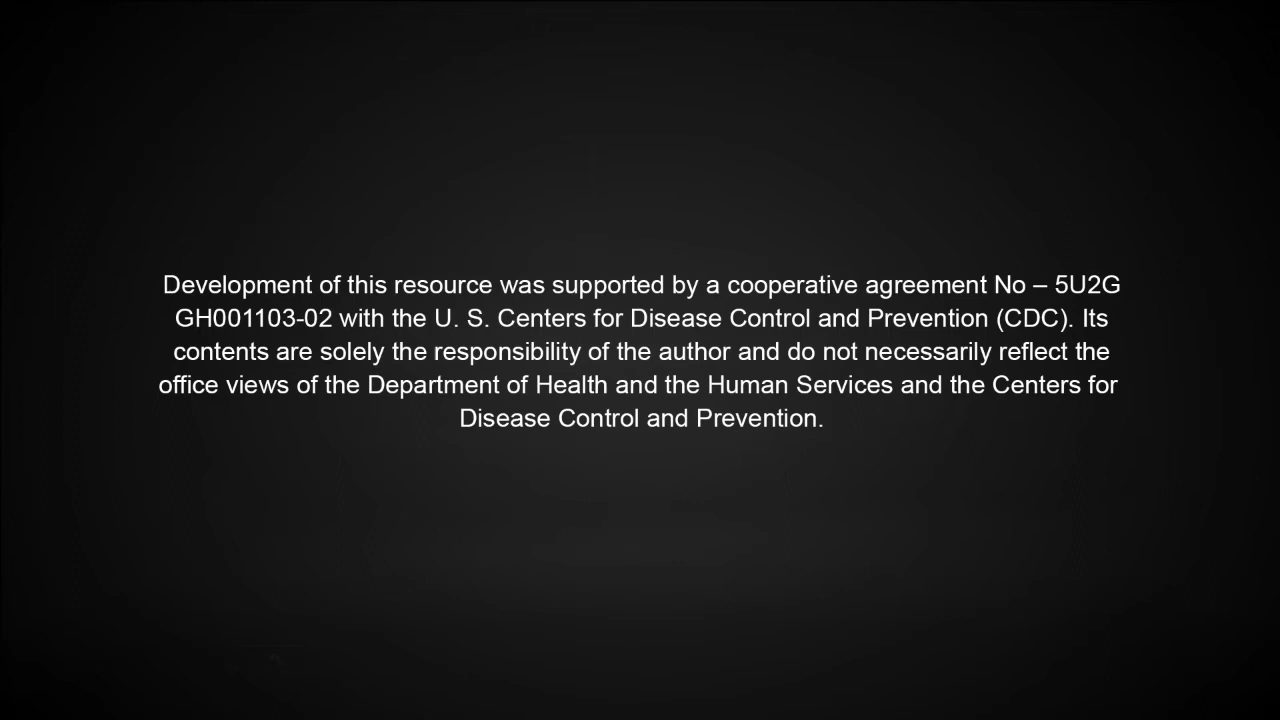 Development of this resource was supported by a cooperative agreement No – 5U2G
GH001103-02 with the U. S. Centers for Disease Control and Prevention (CDC). Its
contents are solely the responsibility of the author and do not necessarily reflect the
office views of the Department of Health and the Human Services and the Centers for
Disease Control and Prevention.